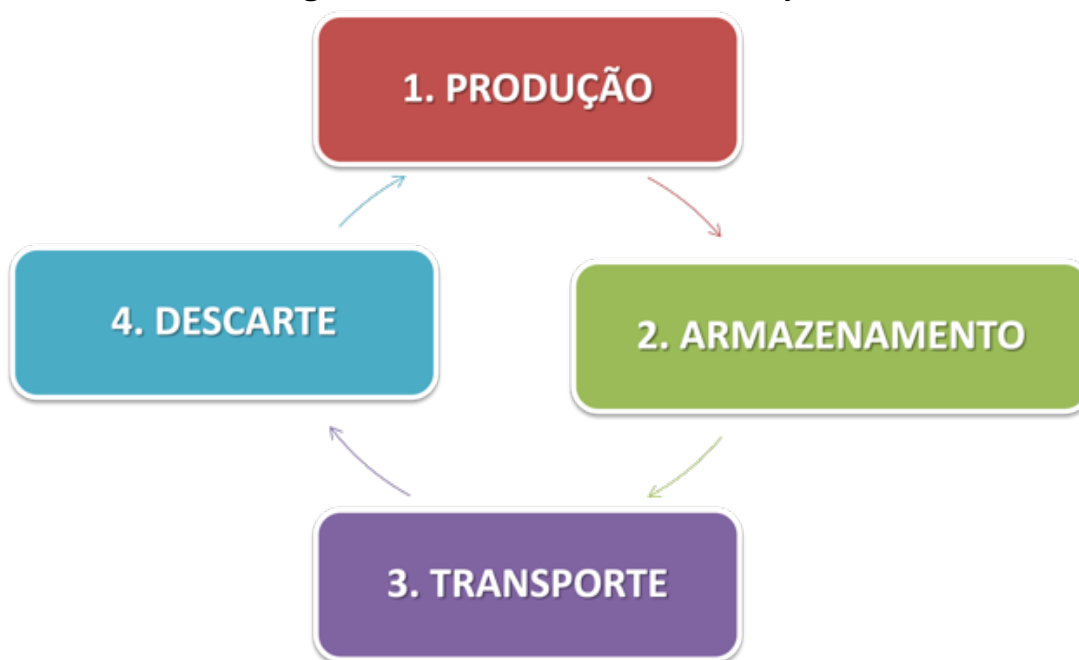 1. PRODUÇÃO
2. ARMAZENAMENTO
3. TRANSPORTE
4. DESCARTE